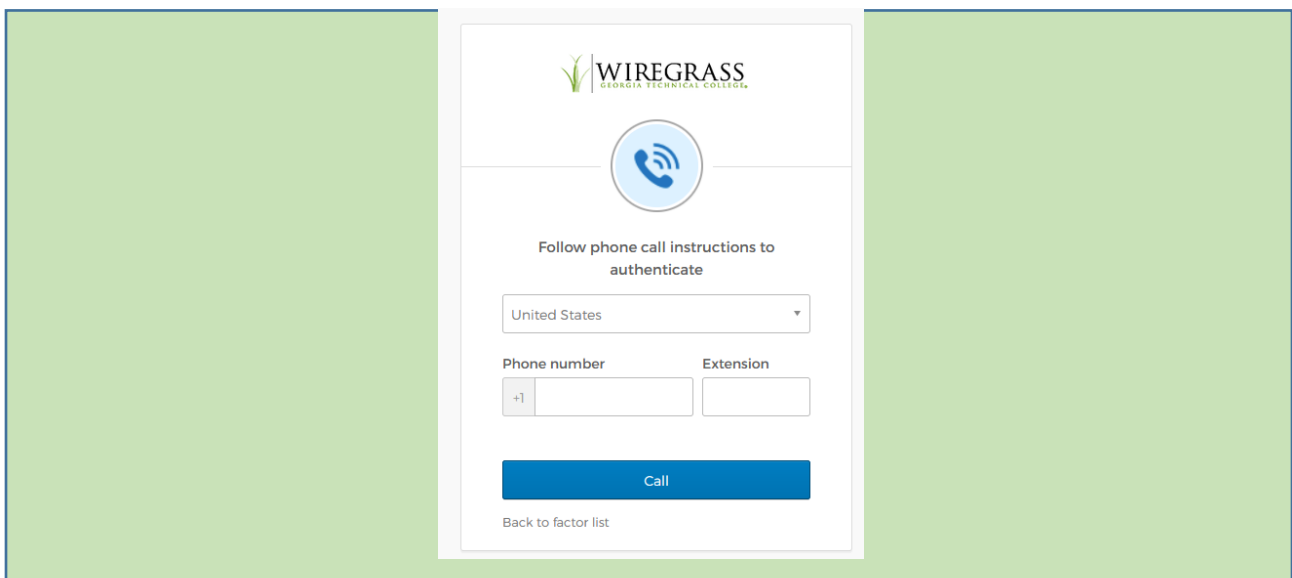 WIREGRASS
GEORGIA TECHNICAL COLLEGE
Follow phone call instructions to
authenticate
United States
Phone number Extension
+1
Call
Back to factor list